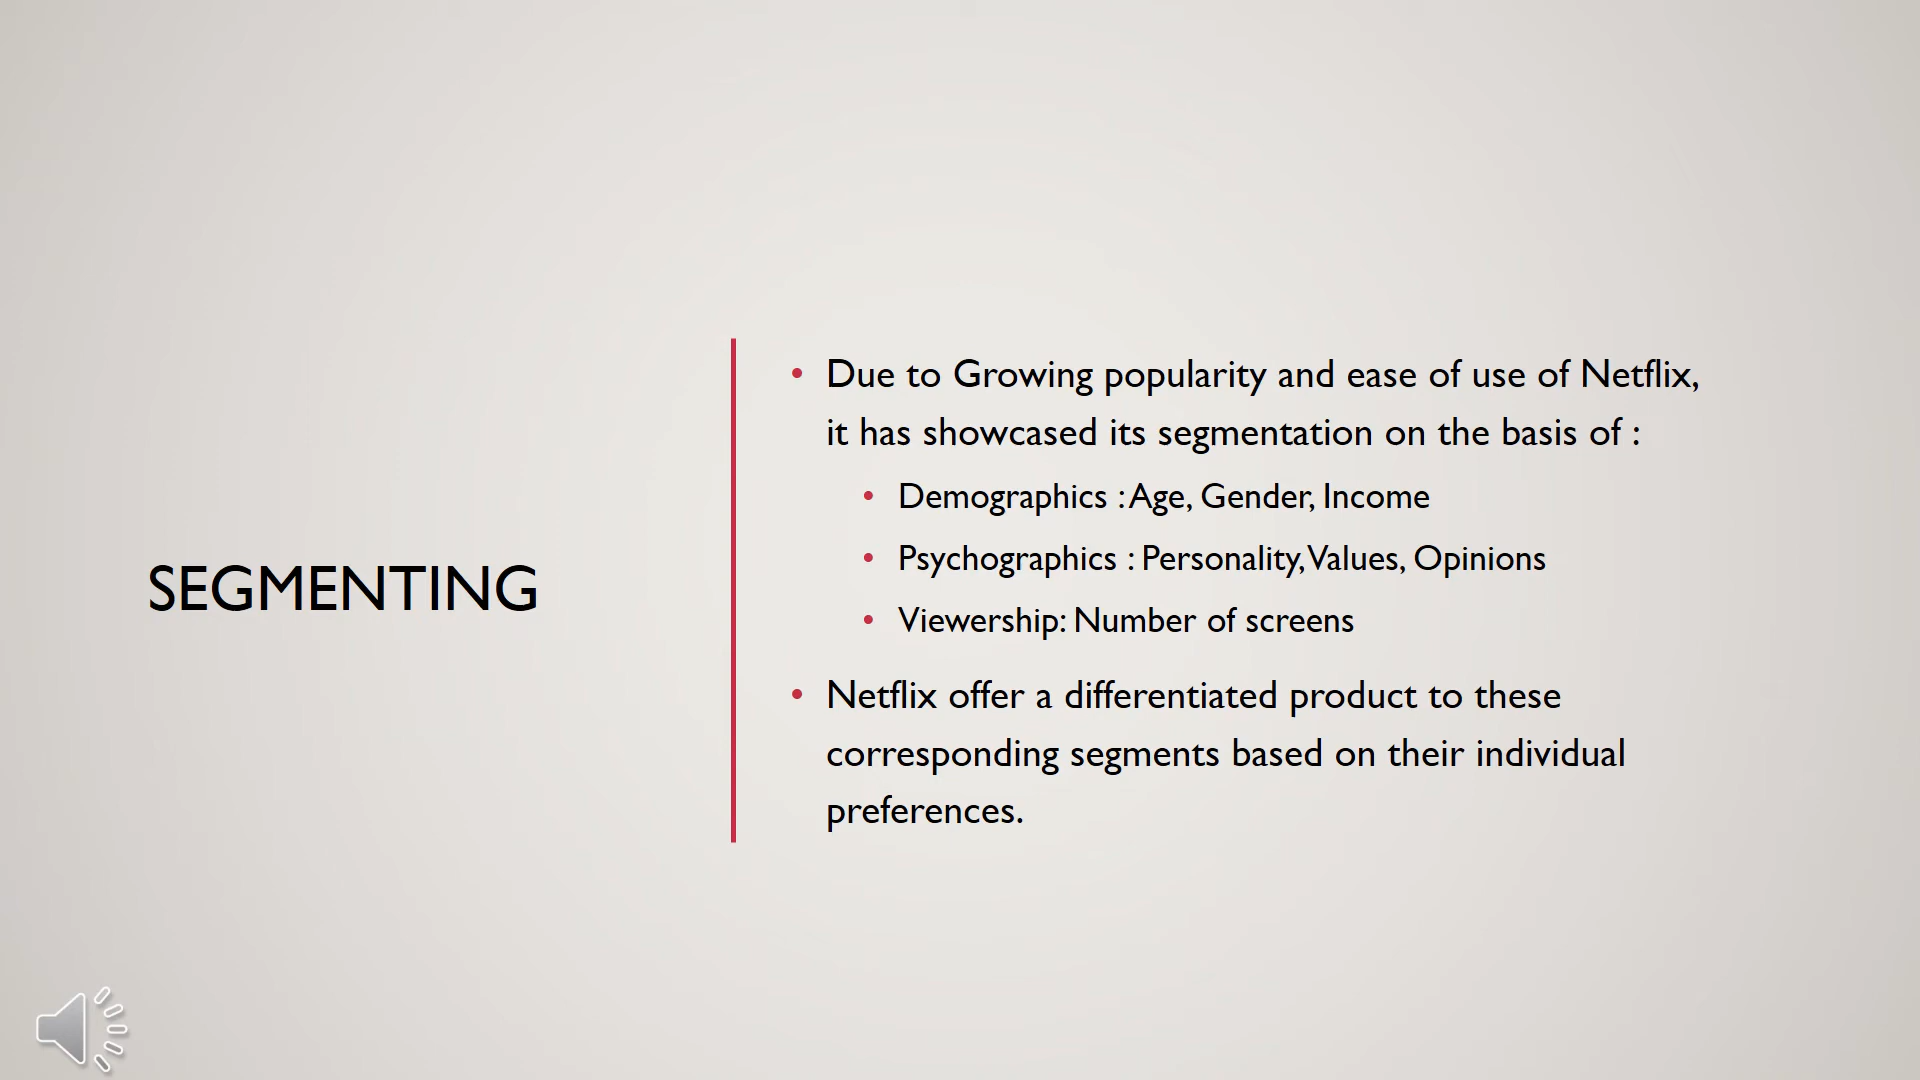 SEGMENTING
• Due to Growing popularity and ease of use of Netflix,
it has showcased its segmentation on the basis of :
• Demographics : Age, Gender, Income
• Psychographics : Personality, Values, Opinions
• Viewership: Number of screens
• Netflix offer a differentiated product to these
corresponding segments based on their individual
preferences.